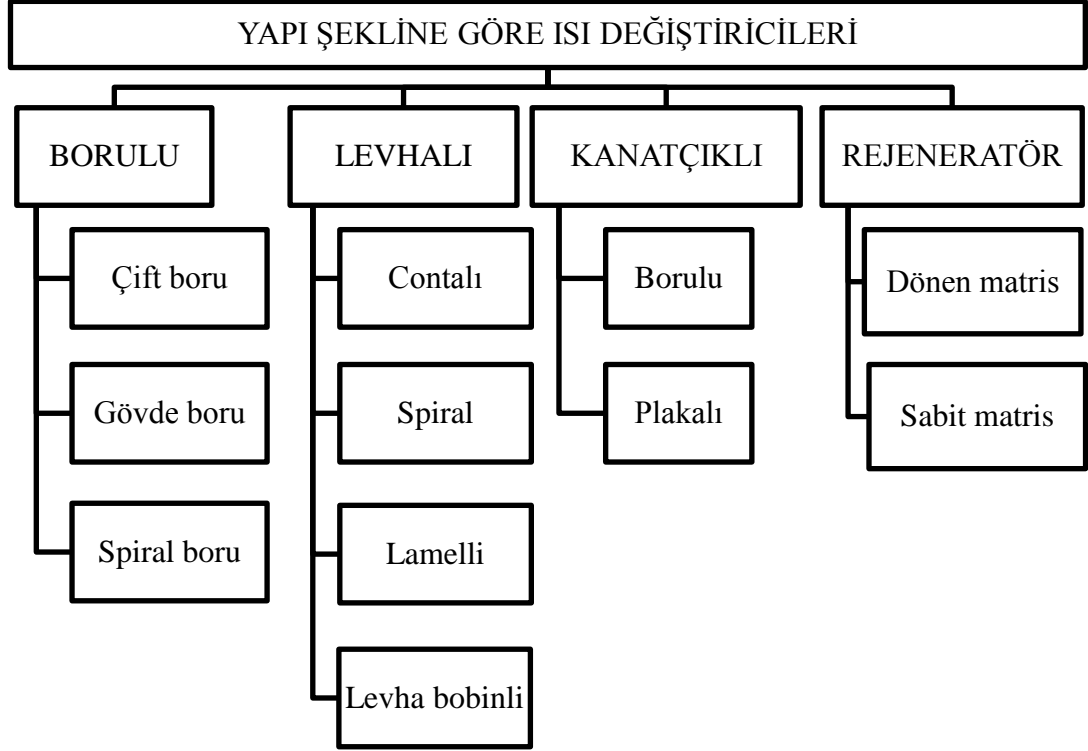 YAPI ŞEKLİNE GÖRE ISI DEĞİŞTİRİCİLERİ
BORULU
Çift boru
Gövde boru
Spiral boru
LEVHALI
Contalı
Spiral
Lamelli
Levha bobinli
KANATÇIKLI
Borulu
Plakalı
REJENERATÖR
Dönen matris
Sabit matris